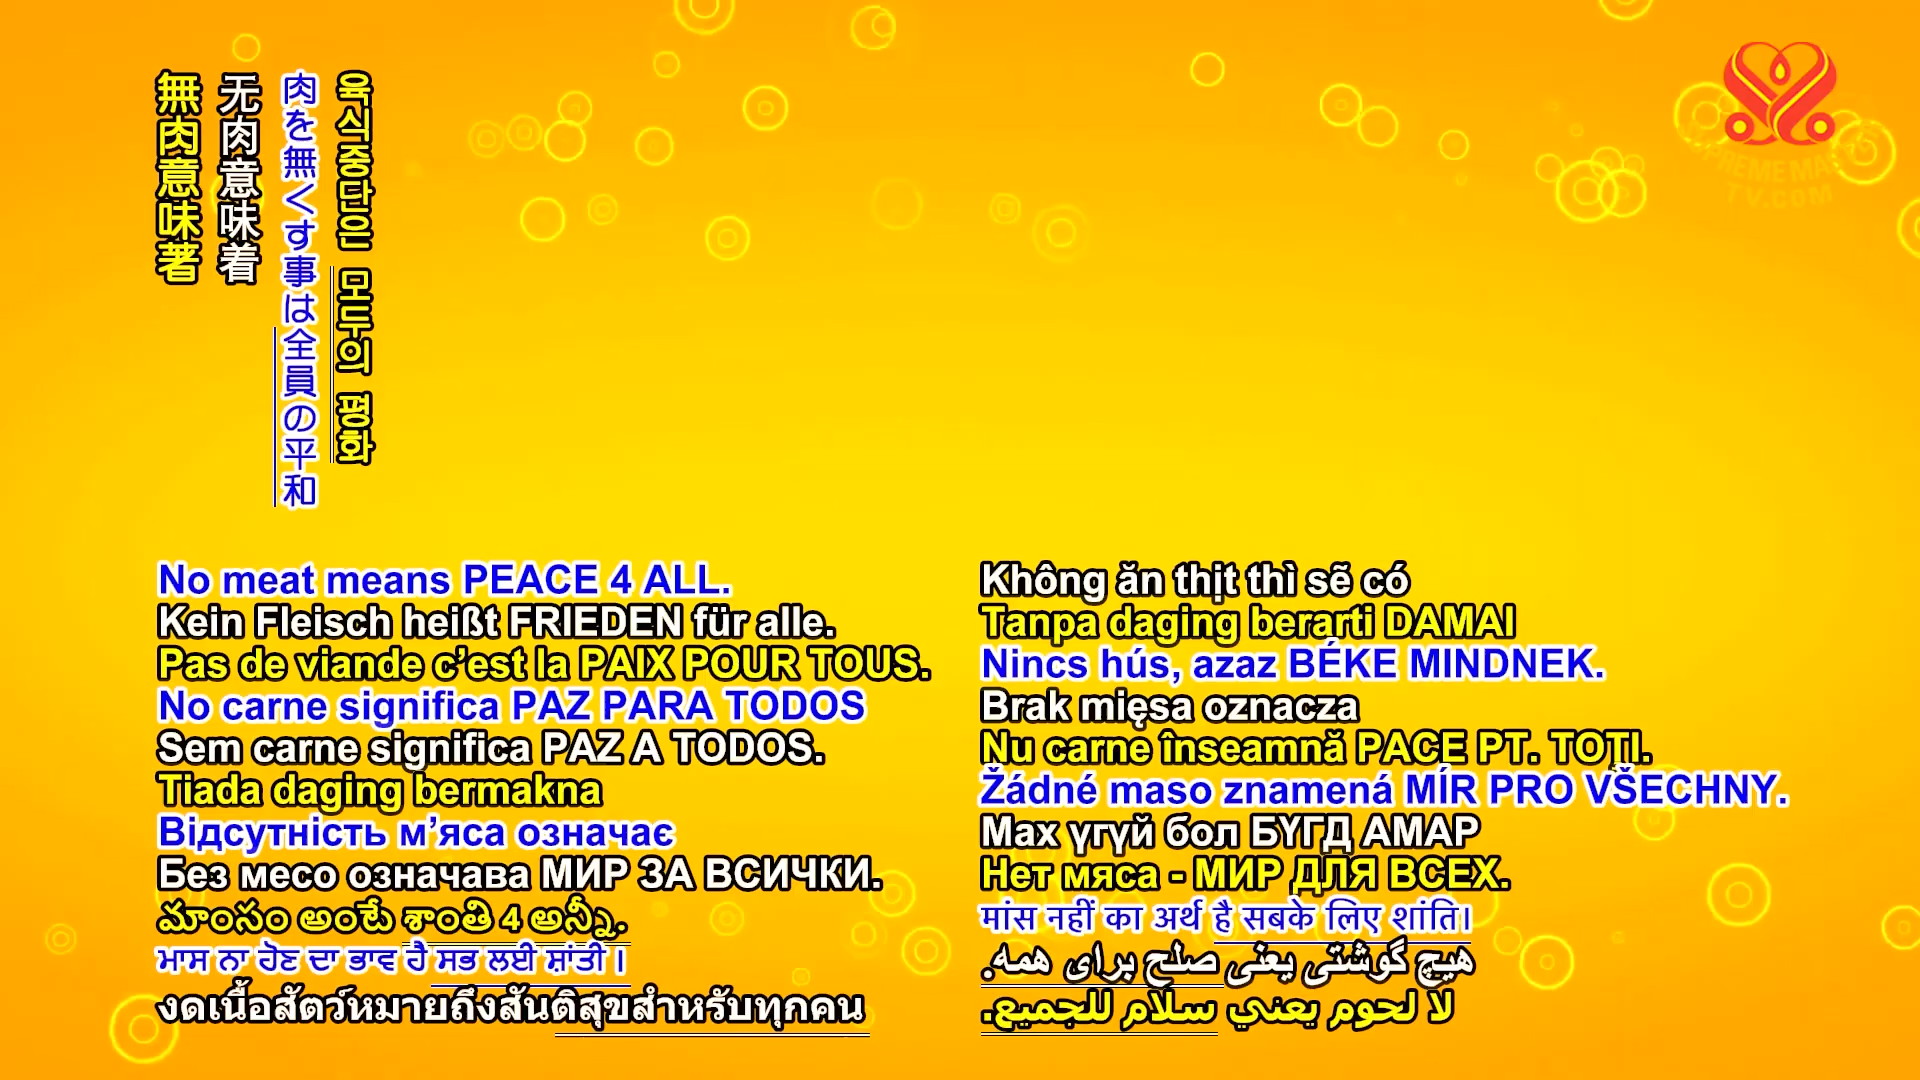 無肉意味著
无肉意味着
肉を無くす事は全員の平和
육식중단은 모두의 평화
SUPREME MASTER
TV.COM
No meat means PEACE 4 ALL.
Kein Fleisch heißt FRIEDEN für alle.
Pas de viande c’est la PAIX POUR TOUS.
No carne significa PAZ PARA TODOS
Sem carne significa PAZ A TODOS.
Tiada daging bermakna
Відсутність м’яса означає
Без месо означава МИР ЗА ВСИЧКИ.
మాంసం అంటే శాంతి 4 అన్నీ.
ਮਾਸ ਨਾ ਹੋਣ ਦਾ ਭਾਵ ਹੈ ਸਭ ਲਈ ਸ਼ਾਂਤੀ ।
งดเนื้อสัตว์หมายถึงสันติสุขสำหรับทุกคน
Không ăn thịt thì sẽ có
Tanpa daging berarti DAMAI
Nincs hús, azaz BÉKE MINDNEK.
Brak mięsa oznacza
Nu carne înseamnă PACE PT. TOȚI.
Žádné maso znamená MÍR PRO VŠECHNY.
Мах үгүй бол БҮГД АМАР
Нет мяса - МИР ДЛЯ ВСЕХ.
मांस नहीं का अर्थ है सबके लिए शांति।
هیچ گوشتی یعنی صلح برای همه.
لا لحوم يعني سلام للجميع.